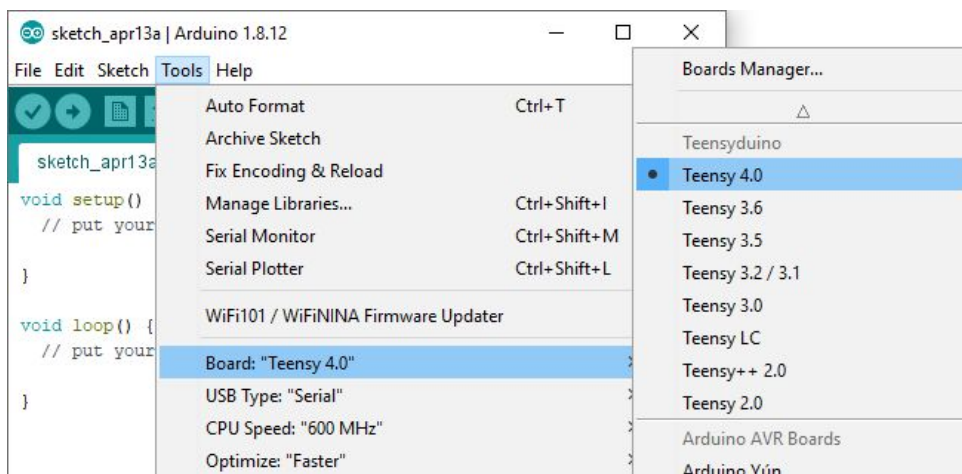 sketch_apr13a | Arduino 1.8.12
File Edit Sketch Tools Help
sketch_apr13a
void setup()
// put your
}
void loop() {
// put your
}
Auto Format Ctrl+T
Archive Sketch
Fix Encoding & Reload
Manage Libraries... Ctrl+Shift+I
Serial Monitor Ctrl+Shift+M
Serial Plotter Ctrl+Shift+L
WiFi101 / WiFiNINA Firmware Updater
Board: "Teensy 4.0"
USB Type: "Serial"
CPU Speed: "600 MHz"
Optimize: "Faster"
Boards Manager...
Teensyduino
Teensy 4.0
Teensy 3.6
Teensy 3.5
Teensy 3.2 / 3.1
Teensy 3.0
Teensy LC
Teensy++ 2.0
Teensy 2.0
Arduino AVR Boards
Arduino Yún